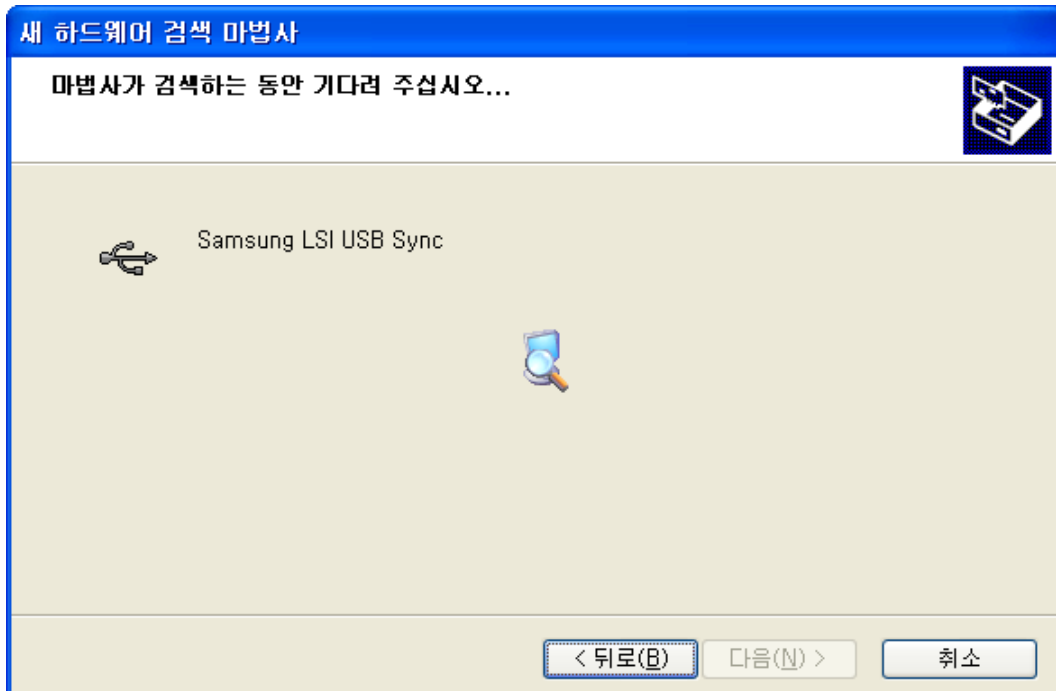 새 하드웨어 검색 마법사
마법사가 검색하는 동안 기다려 주십시오...
Samsung LSI USB Sync
< 뒤로(B) 다음(N) > 취소